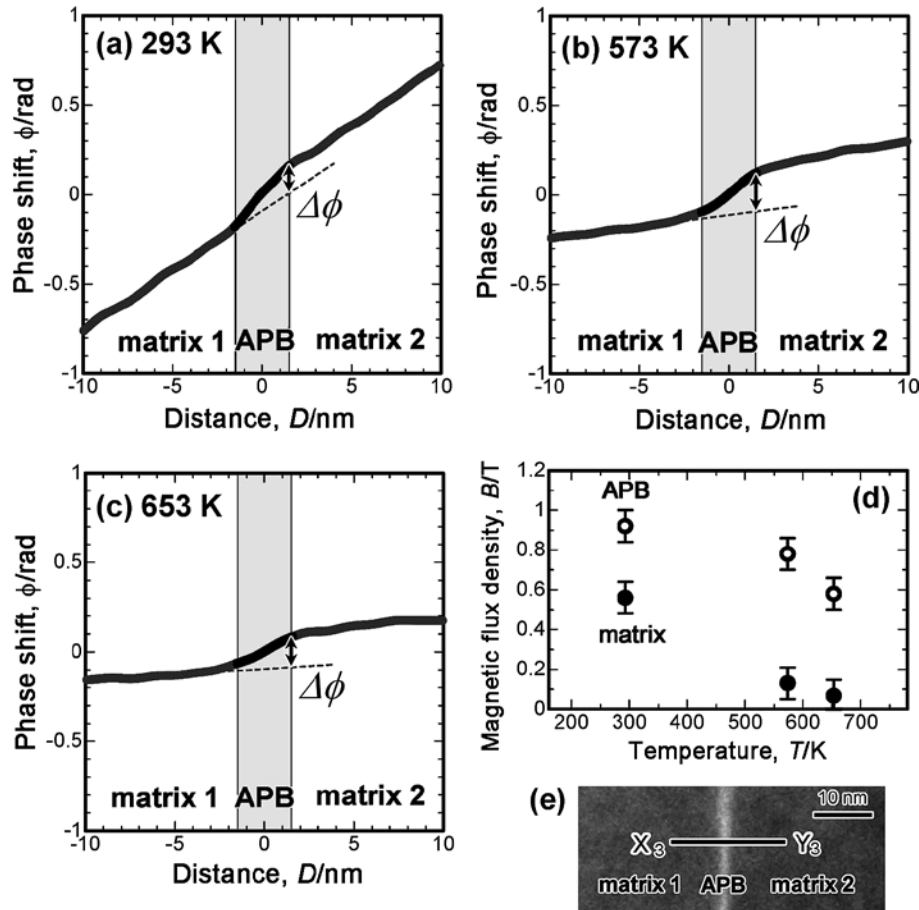 (a) 293 K
Phase shift, ϕ/rad
1
0.5
0
-0.5
-1
Δϕ
matrix 1 APB matrix 2
-10 -5 0 5 10
Distance, D/nm
(b) 573 K
Phase shift, ϕ/rad
1
0.5
0
-0.5
-1
Δϕ
matrix 1 APB matrix 2
-10 -5 0 5 10
Distance, D/nm
(c) 653 K
Phase shift, ϕ/rad
1
0.5
0
-0.5
-1
Δϕ
matrix 1 APB matrix 2
-10 -5 0 5 10
Distance, D/nm
(d)
Magnetic flux density, B/T
1.2
1
0.8
0.6
0.4
0.2
0
APB
matrix
200 300 400 500 600 700
Temperature, T/K
(e)
10 nm
X3 Y3
matrix 1 APB matrix 2